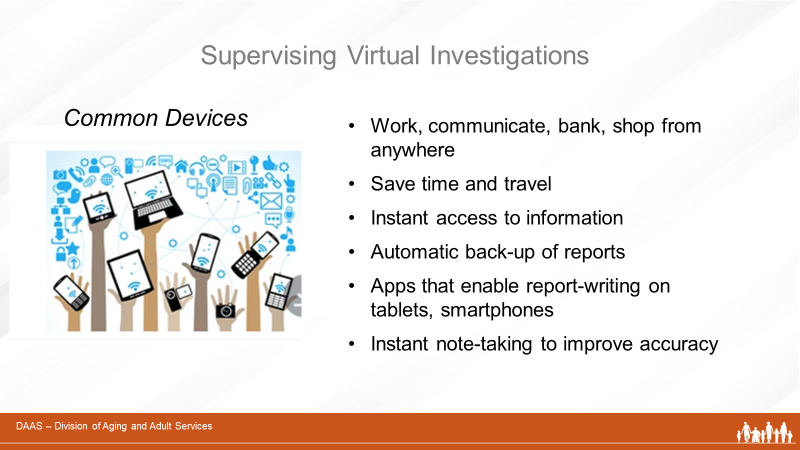 Supervising Virtual Investigations
Common Devices
• Work, communicate, bank, shop from
anywhere
• Save time and travel
• Instant access to information
• Automatic back-up of reports
• Apps that enable report-writing on
tablets, smartphones
• Instant note-taking to improve accuracy
DAAS – Division of Aging and Adult Services